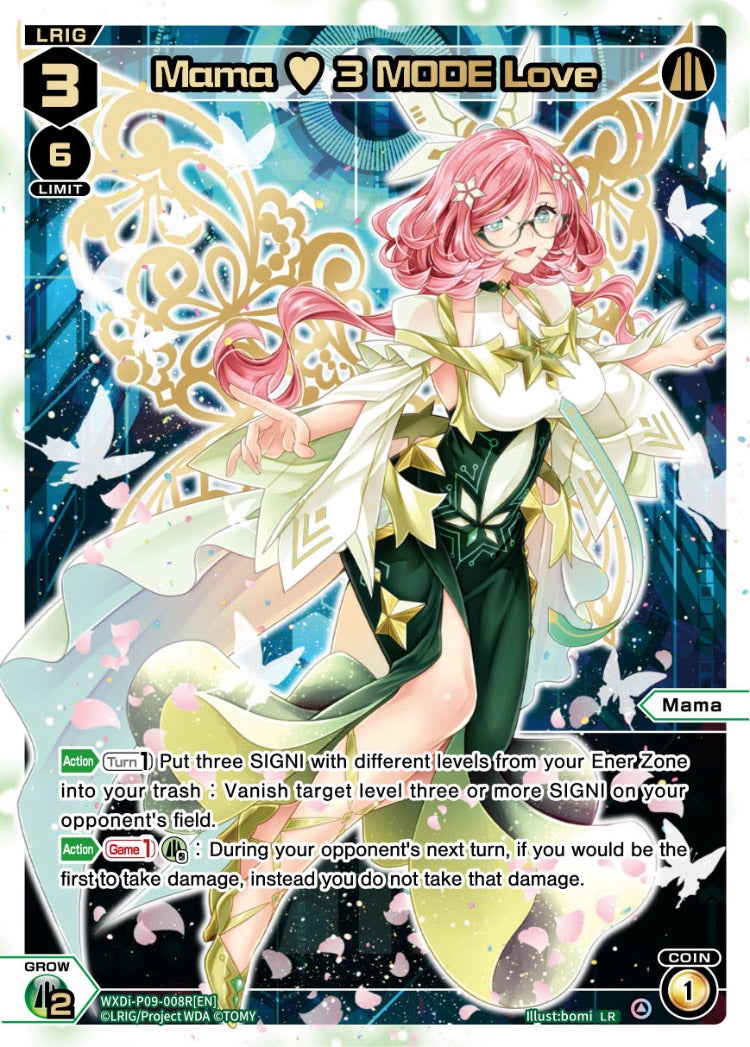 LRIG
3
Mama ♥ 3 MODE Love
6
LIMIT
Mama
Action Turn 1 Put three SIGNI with different levels from your Ener Zone
into your trash : Vanish target level three or more SIGNI on your
opponent's field.
Action Game 1 0 : During your opponent's next turn, if you would be the
first to take damage, instead you do not take that damage.
GROW
2
COIN
1
WXDi-P09-008R[EN]
©LRIG/Project WDA ©TOMY
Illust:bomi LR